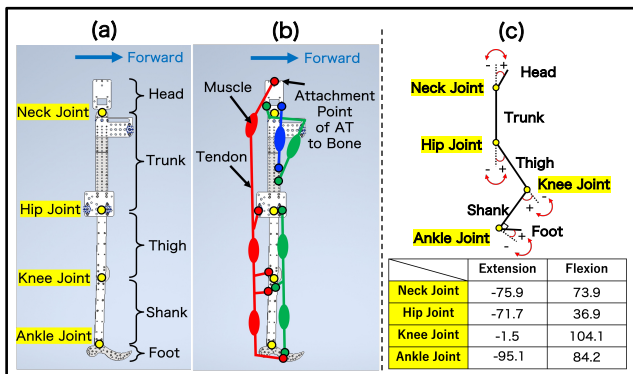 (a)
Forward
Neck Joint
Head
Trunk
Hip Joint
Thigh
Knee Joint
Shank
Ankle Joint
Foot
(b)
Forward
Muscle
Attachment
Point
of AT
to Bone
Tendon
(c)
- +
Head
Neck Joint
Trunk
Hip Joint
- +
Thigh
Knee Joint
- +
Shank
Ankle Joint
Foot
- +
Extension Flexion
Neck Joint -75.9 73.9
Hip Joint -71.7 36.9
Knee Joint -1.5 104.1
Ankle Joint -95.1 84.2